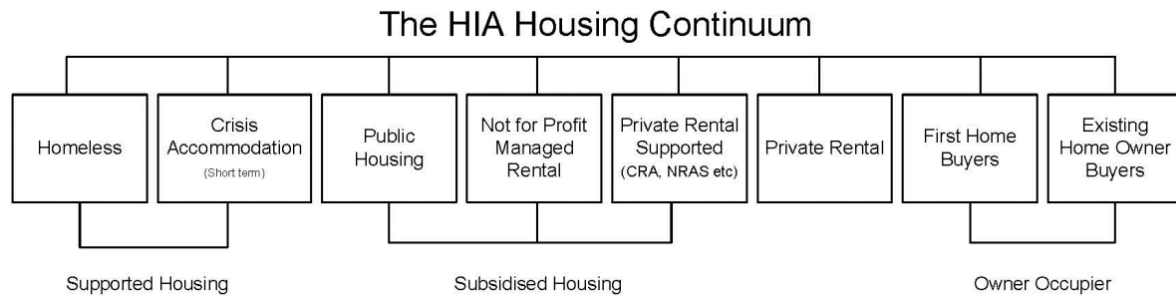 The HIA Housing Continuum
Homeless
Crisis
Accommodation
(Short term)
Public
Housing
Not for Profit
Managed
Rental
Private Rental
Supported
(CRA, NRAS etc)
Private Rental
First Home
Buyers
Existing
Home Owner
Buyers
Supported Housing
Subsidised Housing
Owner Occupier